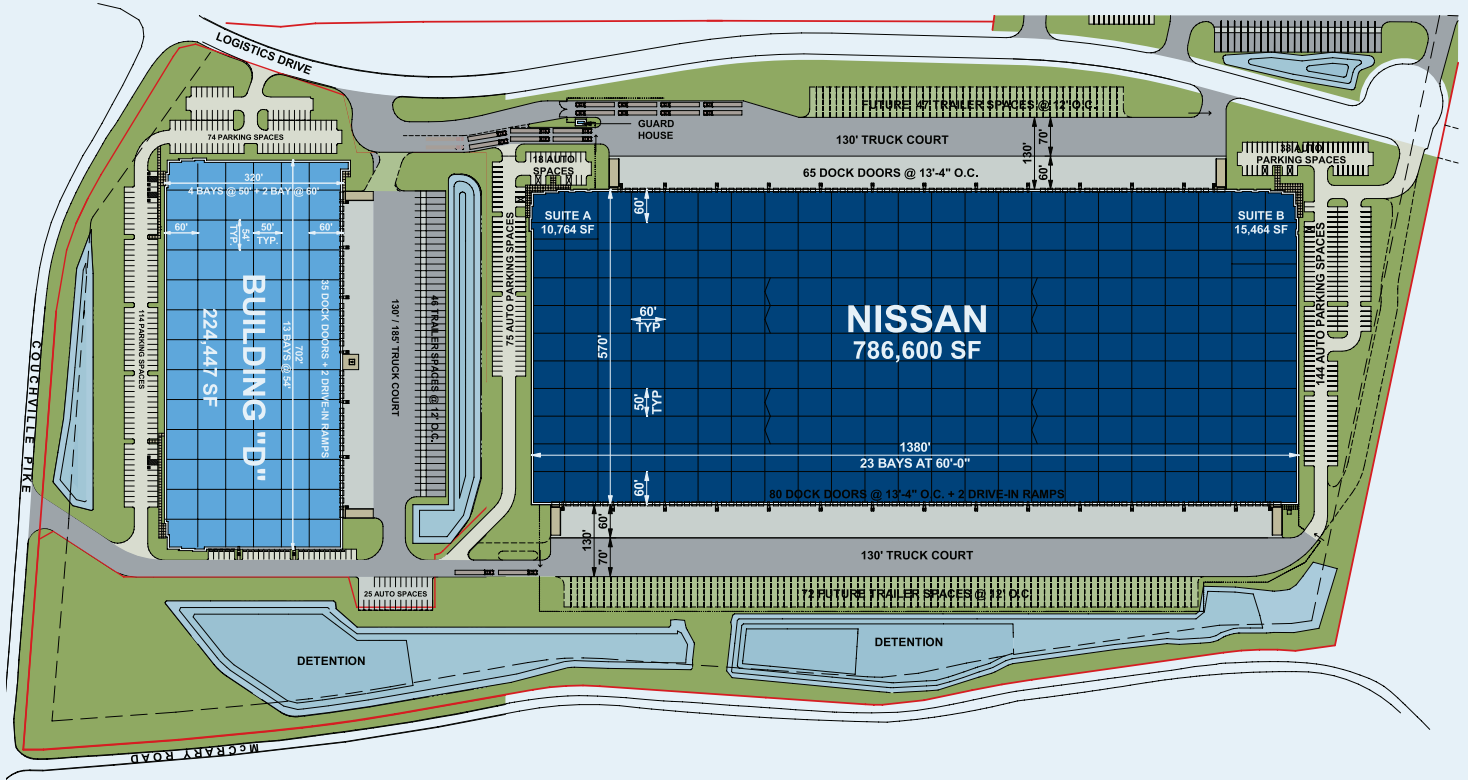 LOGISTICS DRIVE
FUTURE 47 TRAILER SPACES @ 12' O.C.
GUARD
HOUSE
74 PARKING SPACES
130' TRUCK COURT
130'
70'
60'
38 AUTO
PARKING SPACES
18 AUTO
SPACES
65 DOCK DOORS @ 13'-4" O.C.
320'
4 BAYS @ 50' + 2 BAY @ 60'
60'
54'
TYP.
50'
TYP.
60'
BUILDING "D"
224,447 SF
702'
13 BAYS @ 54'
35 DOCK DOORS + 2 DRIVE-IN RAMPS
114 PARKING SPACES
130' / 185' TRUCK COURT
46 TRAILER SPACES @ 12' O.C.
75 AUTO PARKING SPACES
SUITE A
10,764 SF
60'
SUITE B
15,464 SF
144 AUTO PARKING SPACES
NISSAN
786,600 SF
60'
TYP
570'
50'
TYP
1380'
23 BAYS AT 60'-0"
60'
80 DOCK DOORS @ 13'-4" O.C. + 2 DRIVE-IN RAMPS
130'
60'
70'
130' TRUCK COURT
25 AUTO SPACES
72 FUTURE TRAILER SPACES @ 12' O.C.
DETENTION
DETENTION
COUCHVILLE PIKE
McCRARY ROAD